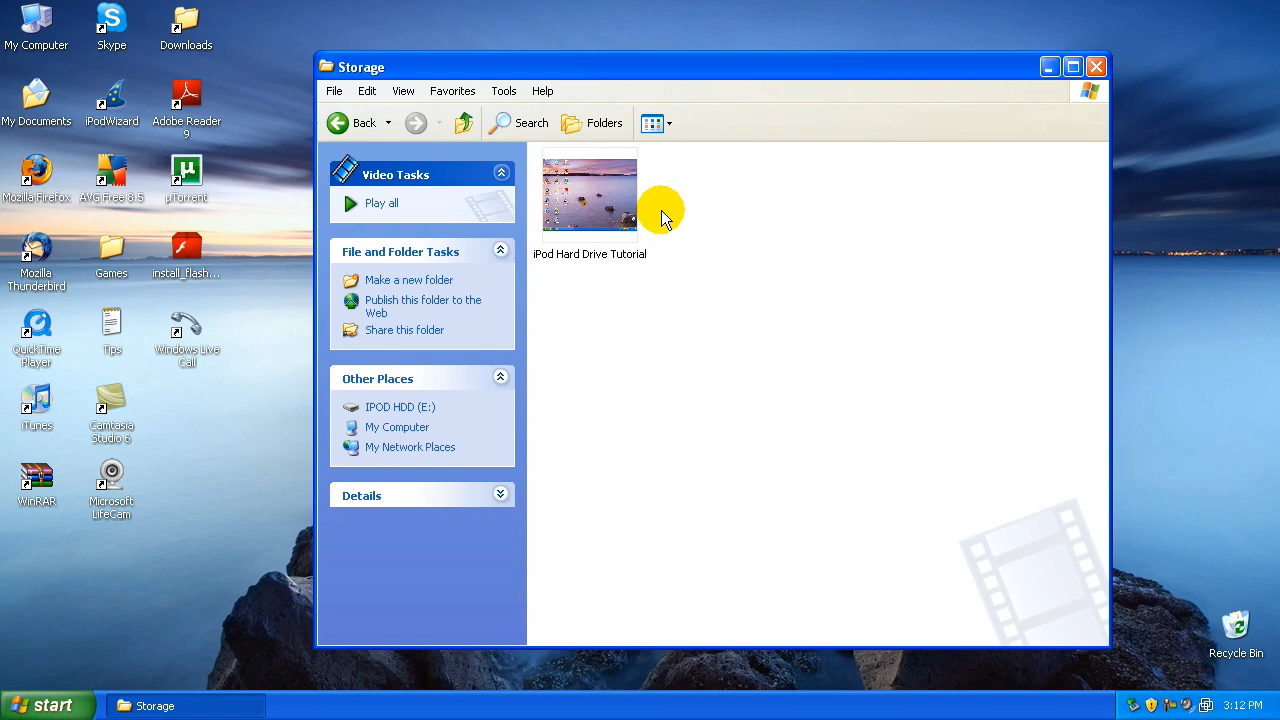 My Computer
Skype
Downloads
My Documents
iPodWizard
Adobe Reader
9
Mozilla Firefox
AVG Free 8.5
µTorrent
Mozilla
Thunderbird
Games
install_flash...
QuickTime
Player
Tips
Windows Live
Call
iTunes
Camtasia
Studio 6
WinRAR
Microsoft
LifeCam
Storage
File Edit View Favorites Tools Help
Back Search Folders
Video Tasks
Play all
File and Folder Tasks
Make a new folder
Publish this folder to the
Web
Share this folder
Other Places
IPOD HDD (E:)
My Computer
My Network Places
Details
iPod Hard Drive Tutorial
Recycle Bin
start
Storage
3:12 PM